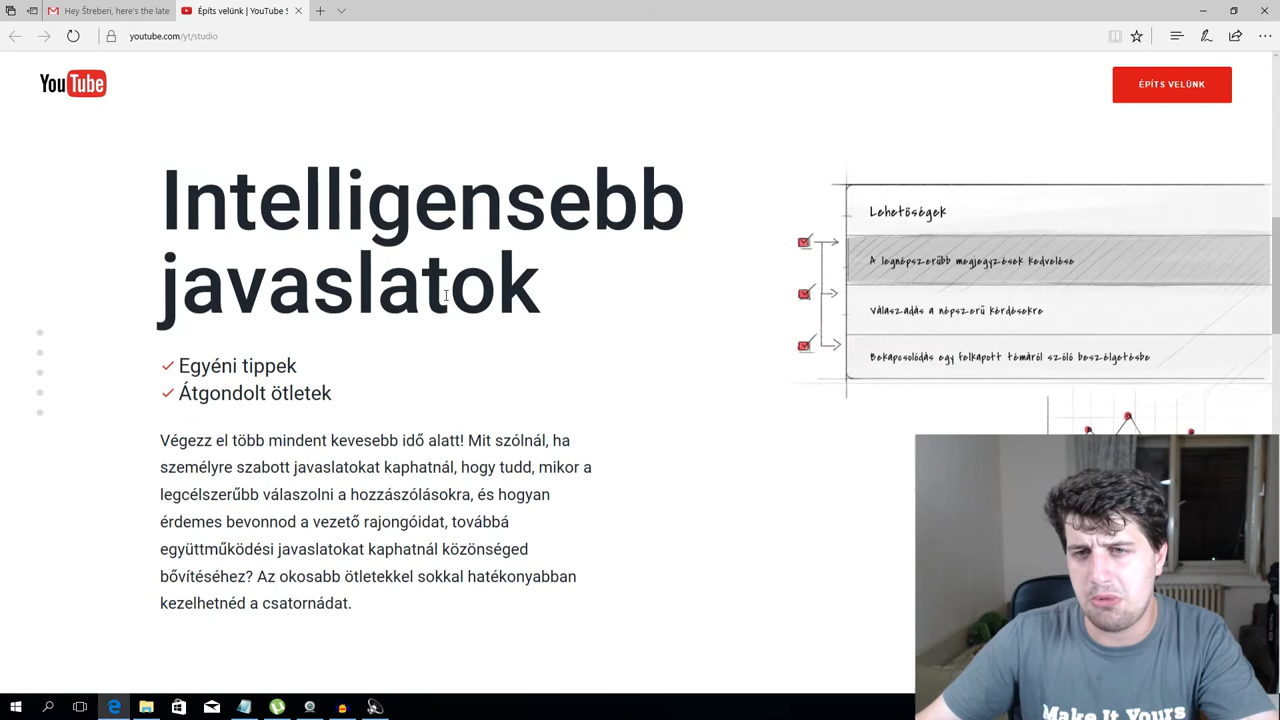 Hey Štreberi, here's the late
Építs velünk | YouTube S
youtube.com/yt/studio
YouTube
ÉPÍTS VELÜNK
Intelligensebb
javaslatok
Egyéni tippek
Átgondolt ötletek
Végezz el több mindent kevesebb idő alatt! Mit szólnál, ha
személyre szabott javaslatokat kaphatnál, hogy tudd, mikor a
legcélszerűbb válaszolni a hozzászólásokra, és hogyan
érdemes bevonnod a vezető rajongóidat, továbbá
együttműködési javaslatokat kaphatnál közönséged
bővítéséhez? Az okosabb ötletekkel sokkal hatékonyabban
kezelhetnéd a csatornádat.
Lehetőségek
A legnépszerűbb megjegyzések kedvelése
Válaszadás a népszerű kérdésekre
Bekapcsolódás egy felkapott témáról szóló beszélgetésbe
Make It Yours